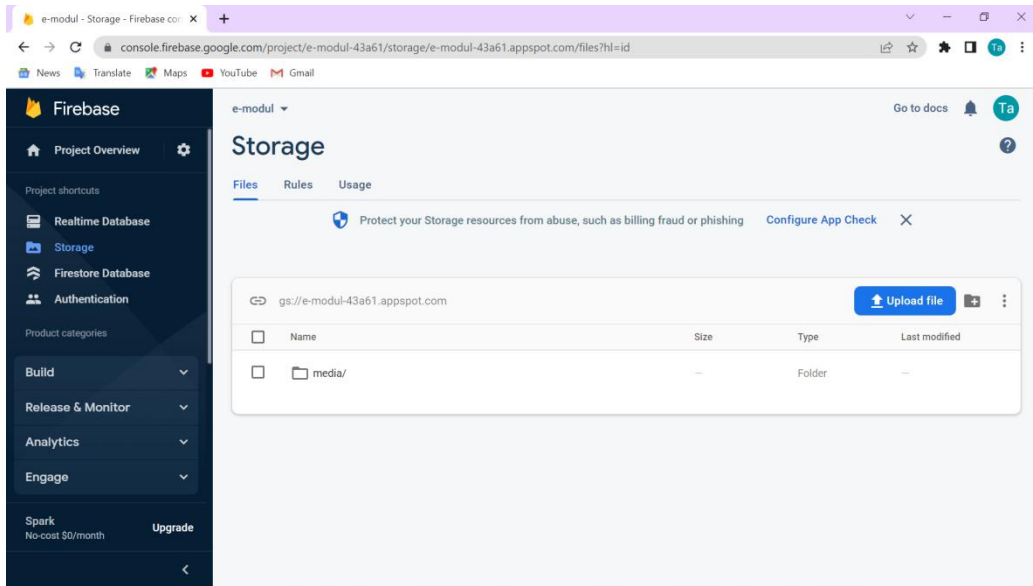 e-modul - Storage - Firebase con
console.firebase.google.com/project/e-modul-43a61/storage/e-modul-43a61.appspot.com/files?hl=id
Ta
News Translate Maps YouTube Gmail
Firebase
Project Overview
Project shortcuts
Realtime Database
Storage
Firestore Database
Authentication
Product categories
Build
Release & Monitor
Analytics
Engage
Spark
No-cost $0/month
Upgrade
e-modul
Go to docs
Ta
Storage
Files Rules Usage
Protect your Storage resources from abuse, such as billing fraud or phishing Configure App Check
gs://e-modul-43a61.appspot.com
Upload file
Name Size Type Last modified
media/ — Folder —